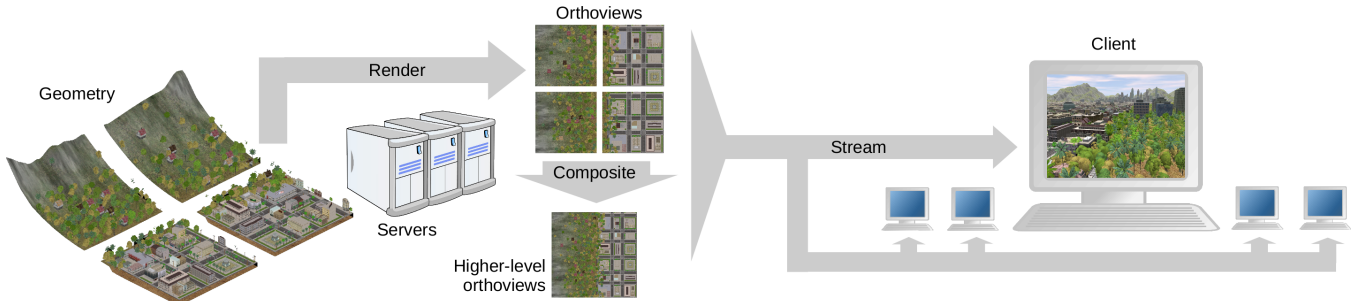 Geometry
Render
Servers
Orthoviews
Composite
Higher-level
orthoviews
Stream
Client